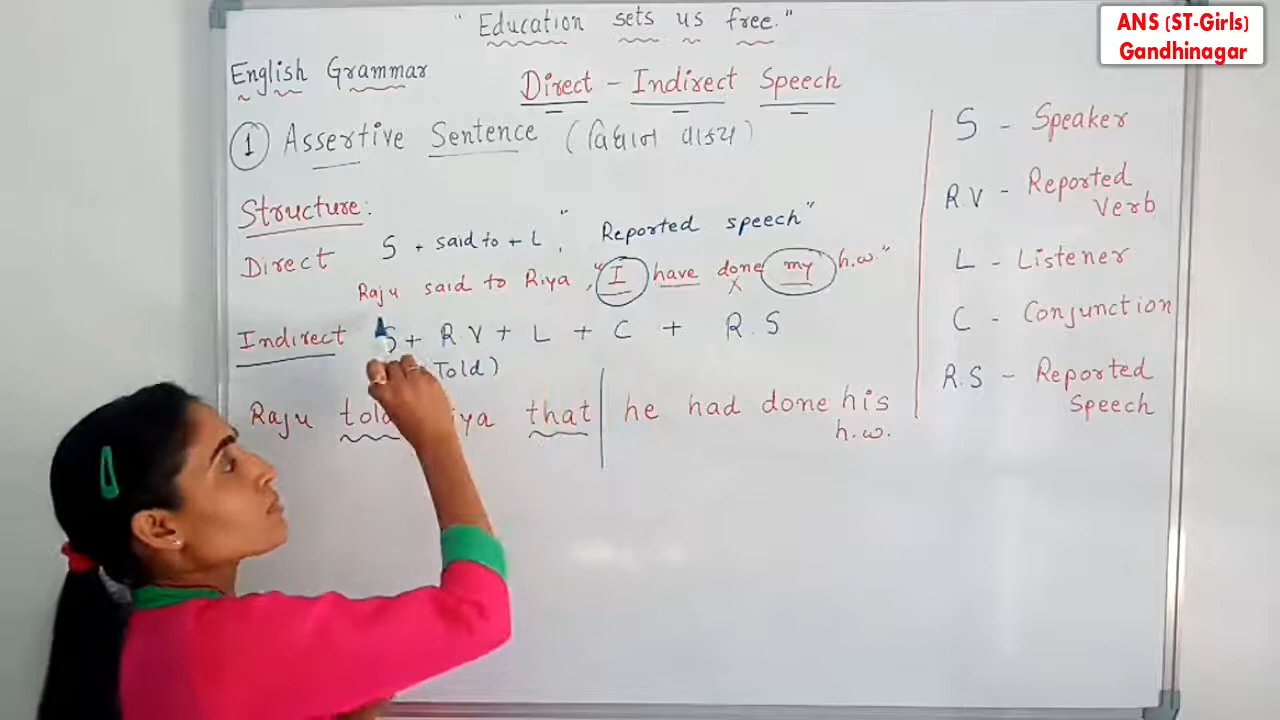 "Education sets us free."
ANS (ST-Girls)
Gandhinagar
English Grammar
Direct - Indirect Speech
① Assertive Sentence (વિધાન વાક્ય)
Structure:
Direct S + said to + L, "Reported speech"
Raju said to Riya, "I have done my h.w."
Indirect S + R V + L + C + R.S
Told)
Raju told iya that he had done his
h.w.
S - Speaker
R V - Reported
Verb
L - Listener
C - Conjunction
R.S - Reported
Speech